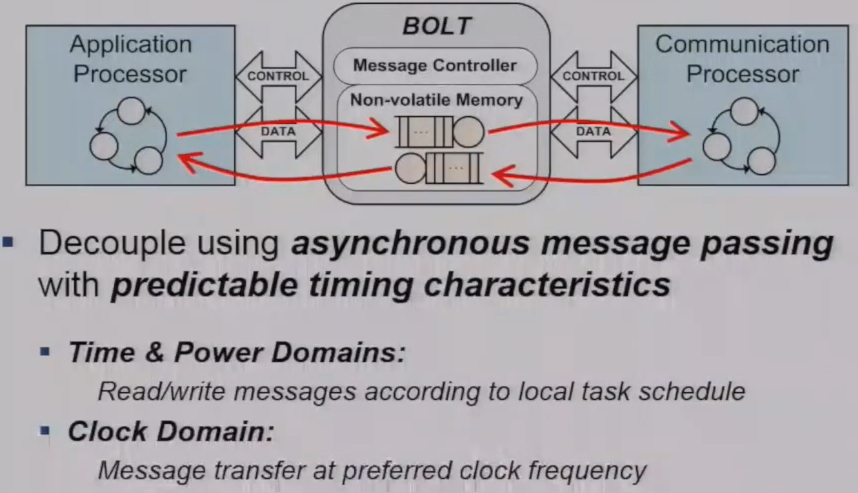 BOLT
Application
Processor
Message Controller
Communication
Processor
CONTROL
CONTROL
Non-volatile Memory
DATA
DATA
...
...
▪ Decouple using asynchronous message passing
with predictable timing characteristics
▪ Time & Power Domains:
Read/write messages according to local task schedule
▪ Clock Domain:
Message transfer at preferred clock frequency